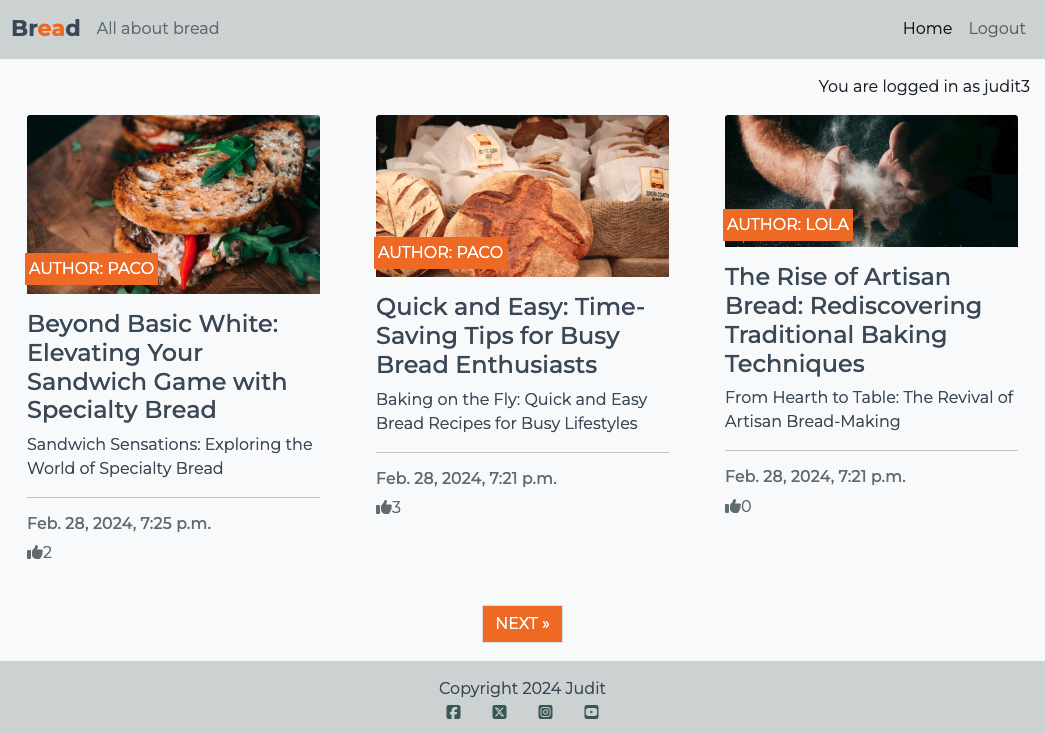 Bread All about bread Home Logout
You are logged in as judit3
AUTHOR: PACO
Beyond Basic White:
Elevating Your
Sandwich Game with
Specialty Bread
Sandwich Sensations: Exploring the
World of Specialty Bread
Feb. 28, 2024, 7:25 p.m.
2
AUTHOR: PACO
Quick and Easy: Time-
Saving Tips for Busy
Bread Enthusiasts
Baking on the Fly: Quick and Easy
Bread Recipes for Busy Lifestyles
Feb. 28, 2024, 7:21 p.m.
3
AUTHOR: LOLA
The Rise of Artisan
Bread: Rediscovering
Traditional Baking
Techniques
From Hearth to Table: The Revival of
Artisan Bread-Making
Feb. 28, 2024, 7:21 p.m.
0
NEXT »
Copyright 2024 Judit